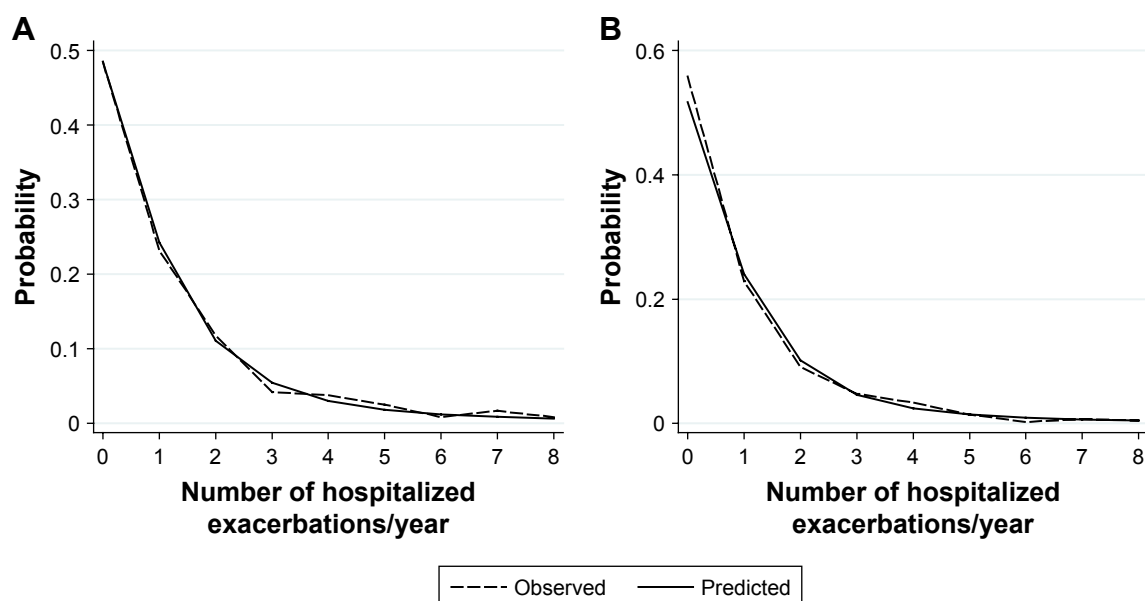 A
Probability
0.5
0.4
0.3
0.2
0.1
0
0 1 2 3 4 5 6 7 8
Number of hospitalized
exacerbations/year
B
Probability
0.6
0.4
0.2
0
0 1 2 3 4 5 6 7 8
Number of hospitalized
exacerbations/year
Observed Predicted